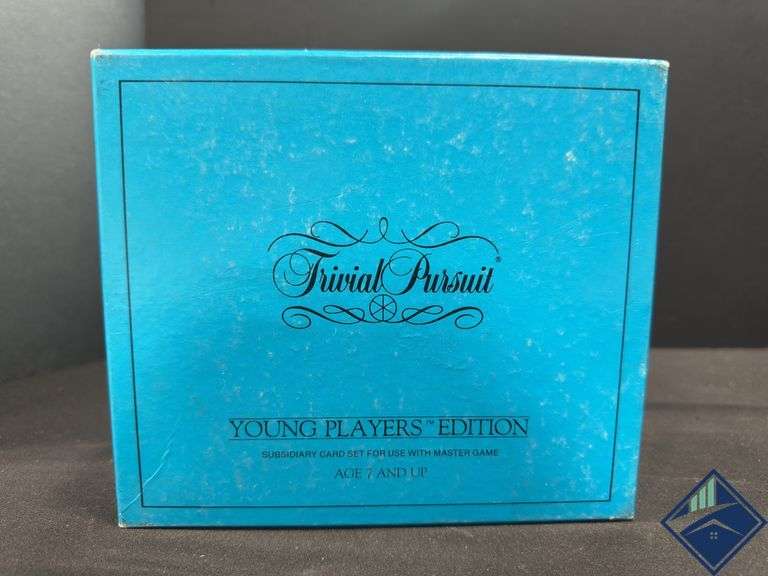 Trivial Pursuit®
YOUNG PLAYERS™ EDITION
SUBSIDIARY CARD SET FOR USE WITH MASTER GAME
AGE 7 AND UP